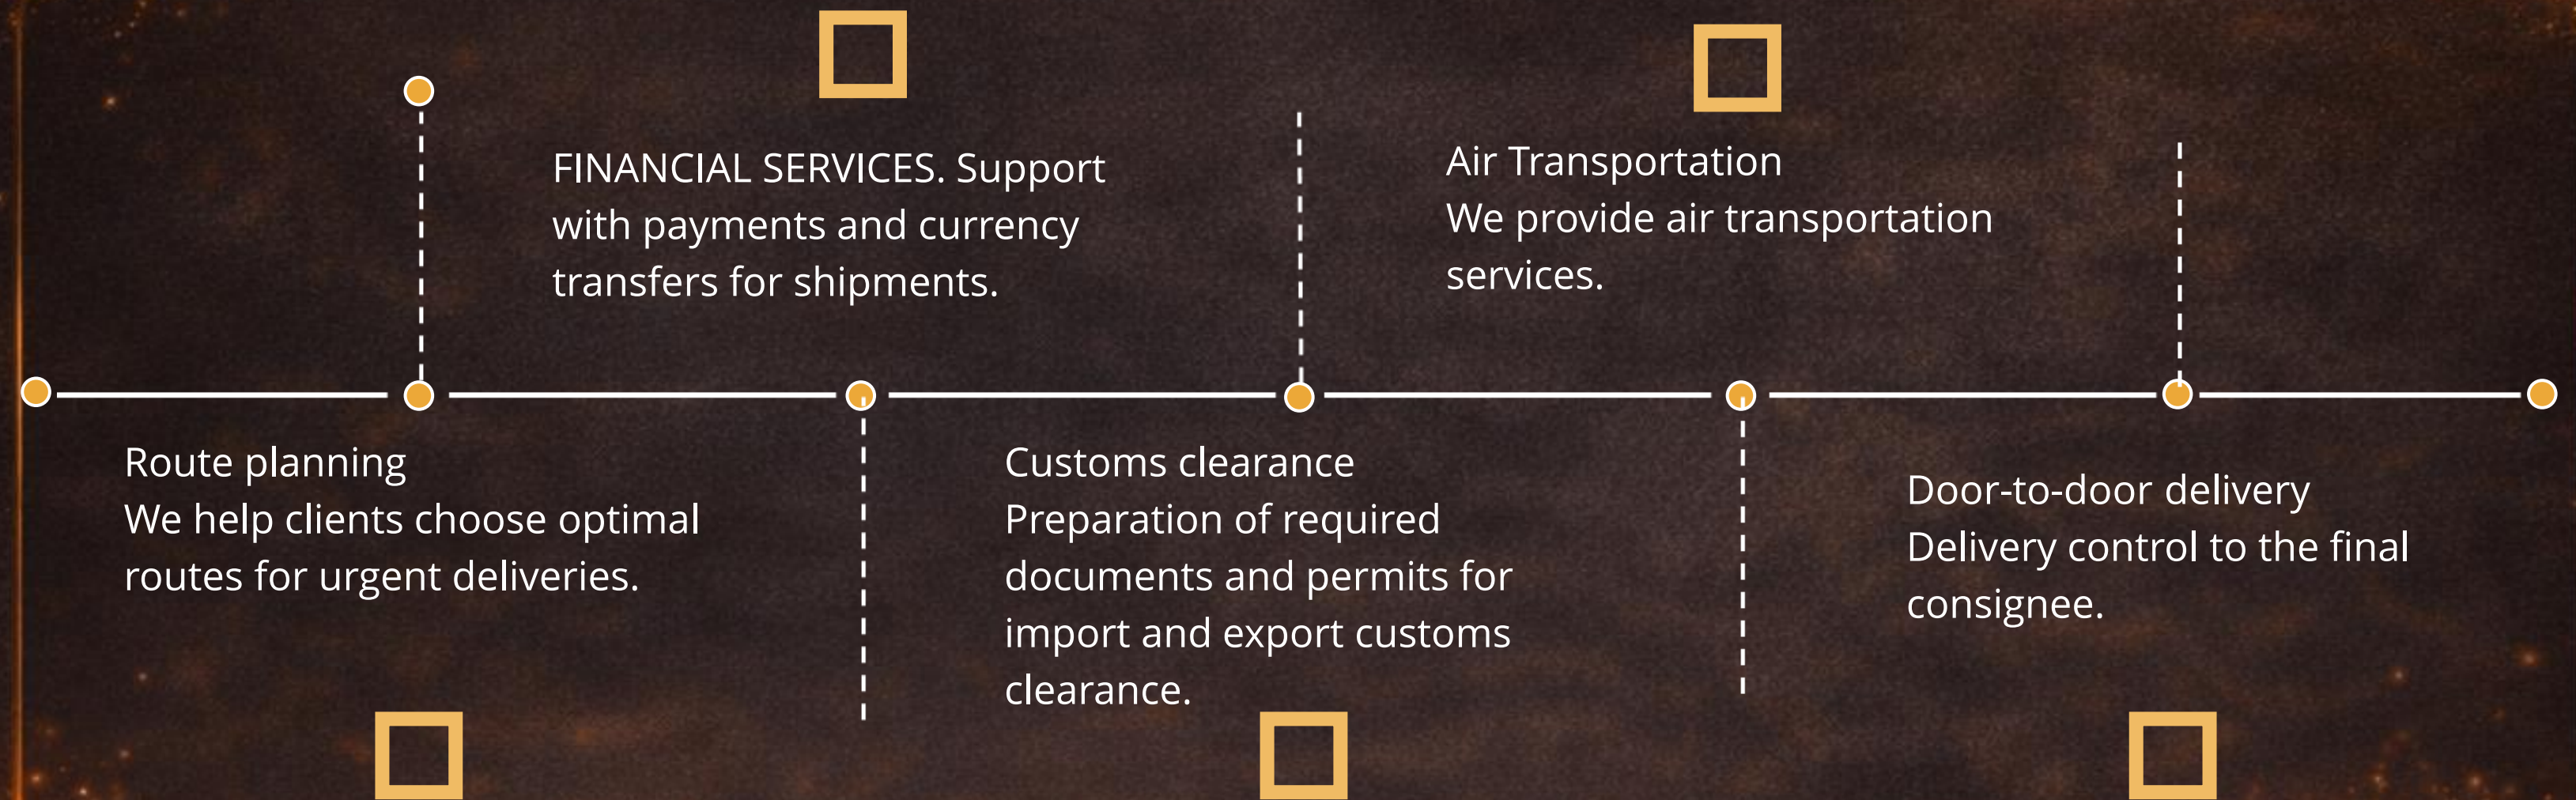 Route planning
We help clients choose optimal
routes for urgent deliveries.
FINANCIAL SERVICES. Support
with payments and currency
transfers for shipments.
Customs clearance
Preparation of required
documents and permits for
import and export customs
clearance.
Air Transportation
We provide air transportation
services.
Door-to-door delivery
Delivery control to the final
consignee.